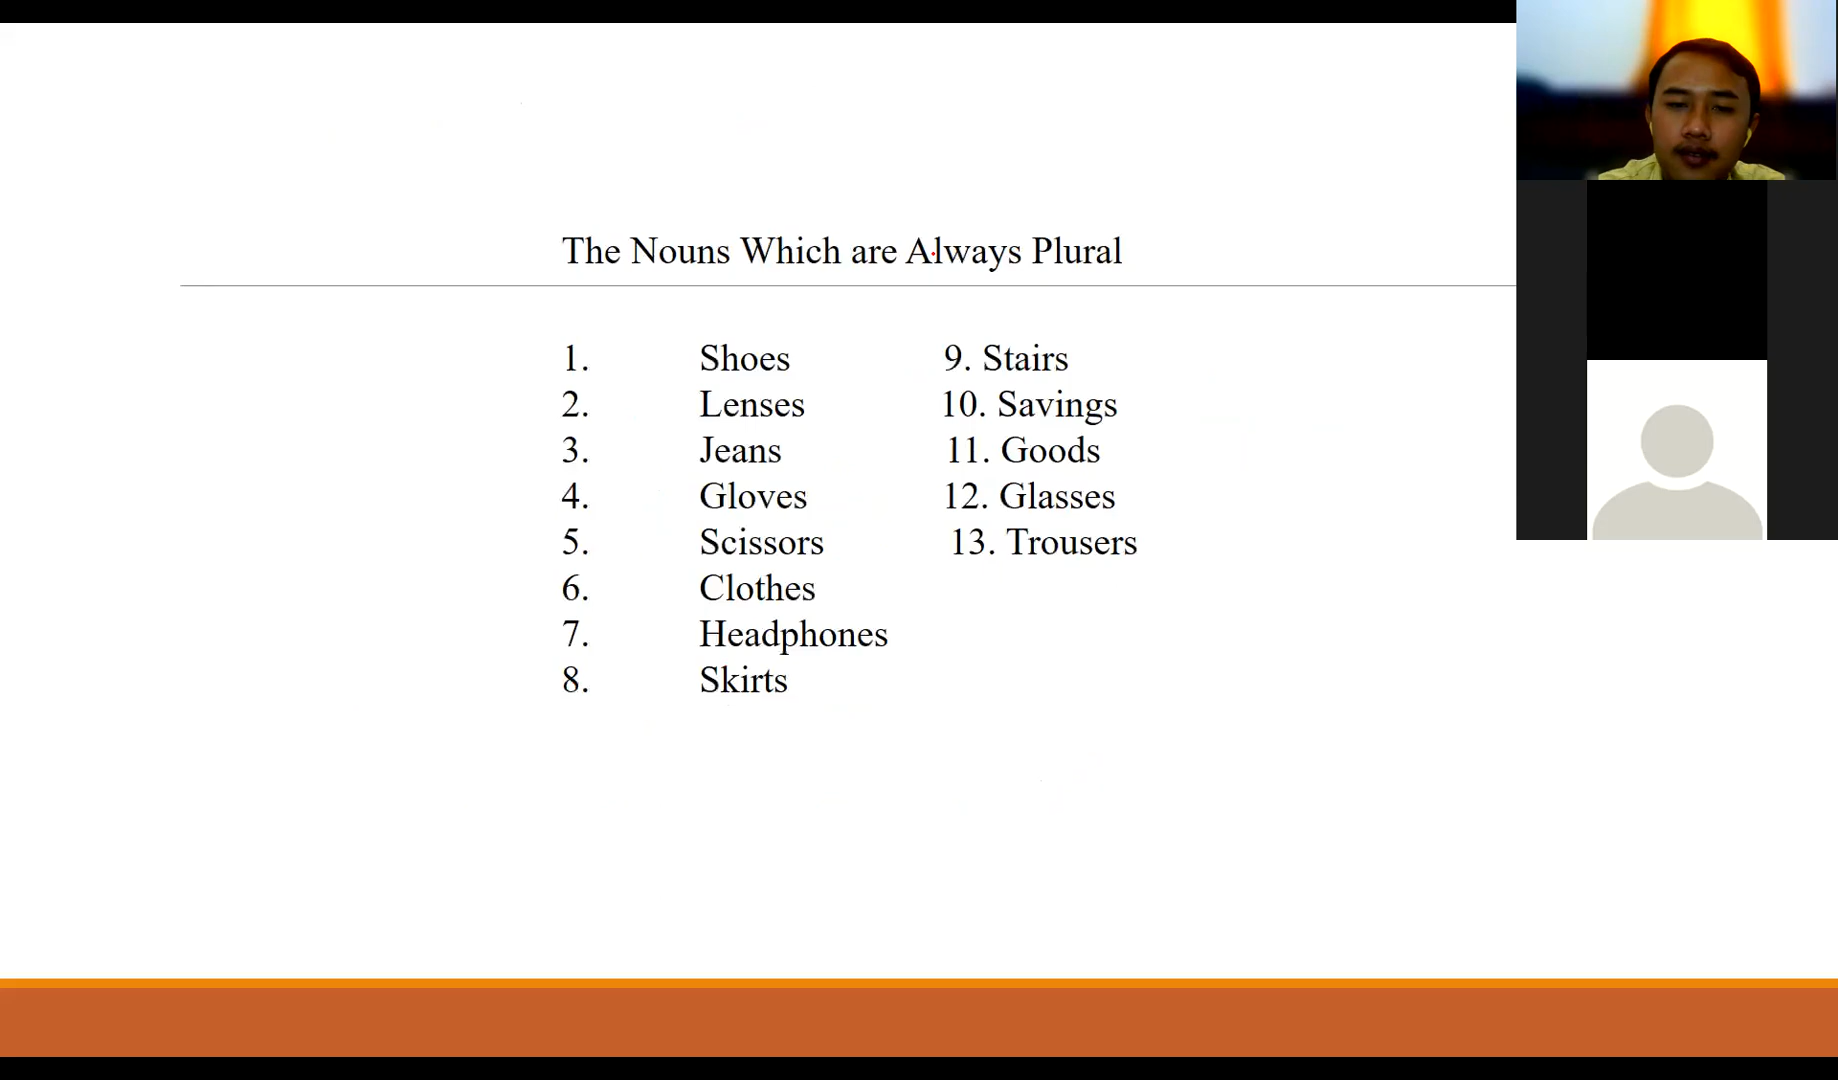 The Nouns Which are Always Plural
1. Shoes
2. Lenses
3. Jeans
4. Gloves
5. Scissors
6. Clothes
7. Headphones
8. Skirts
9. Stairs
10. Savings
11. Goods
12. Glasses
13. Trousers